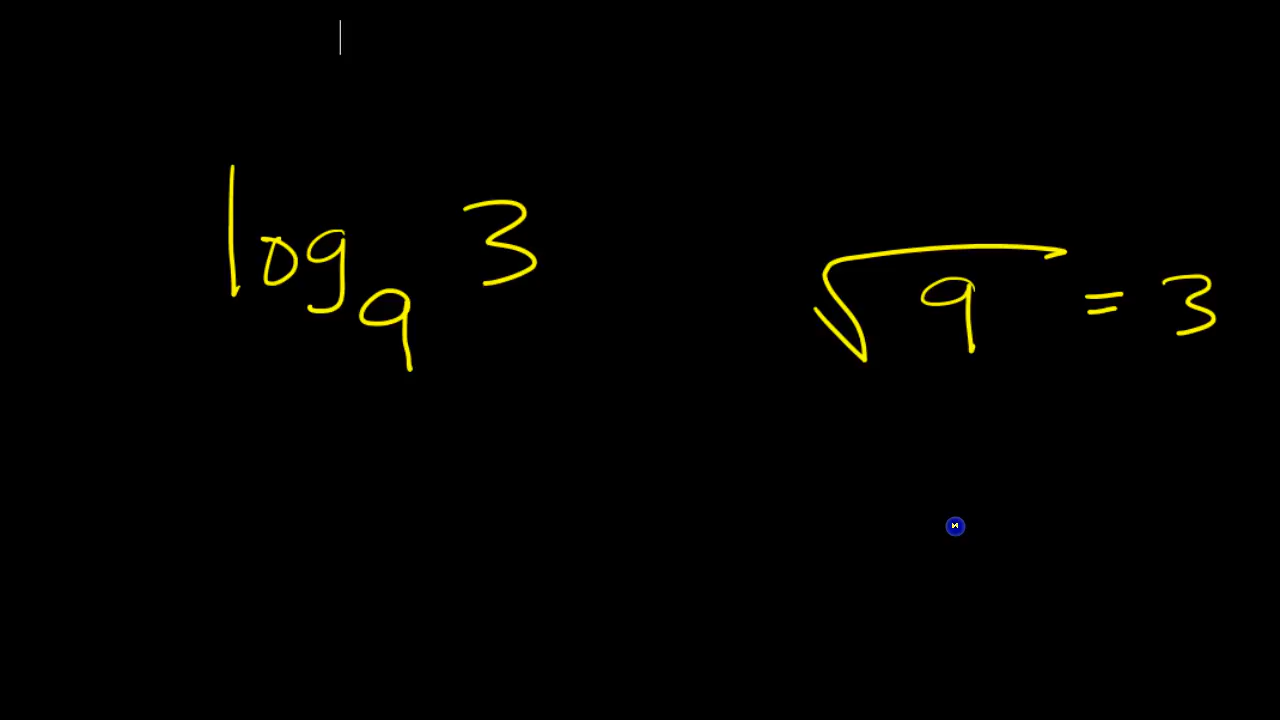 log₉ 3
√9 = 3